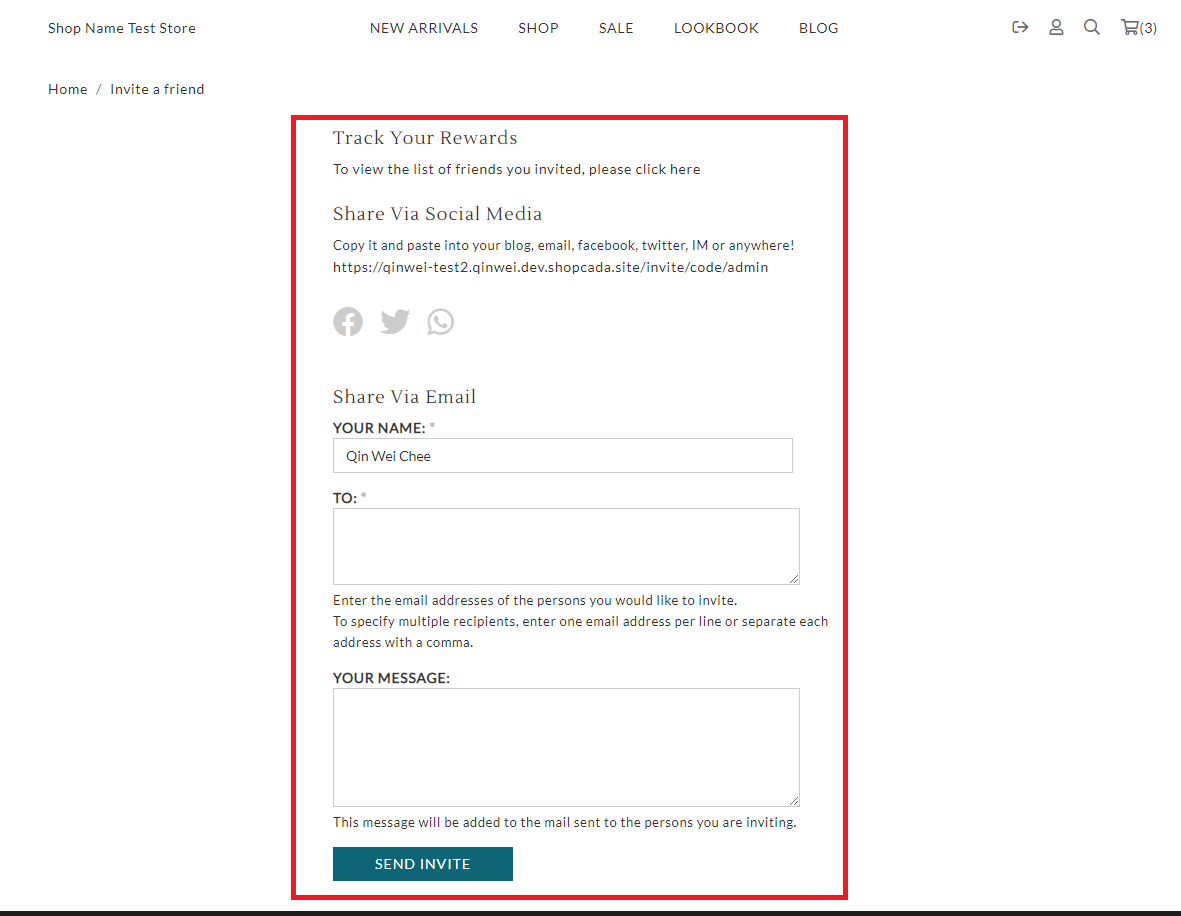 Shop Name Test Store
NEW ARRIVALS SHOP SALE LOOKBOOK BLOG
(3)
Home / Invite a friend
Track Your Rewards
To view the list of friends you invited, please click here
Share Via Social Media
Copy it and paste into your blog, email, facebook, twitter, IM or anywhere!
https://qinwei-test2.qinwei.dev.shopcada.site/invite/code/admin
Share Via Email
YOUR NAME: *
Qin Wei Chee
TO: *
Enter the email addresses of the persons you would like to invite.
To specify multiple recipients, enter one email address per line or separate each
address with a comma.
YOUR MESSAGE:
This message will be added to the mail sent to the persons you are inviting.
SEND INVITE